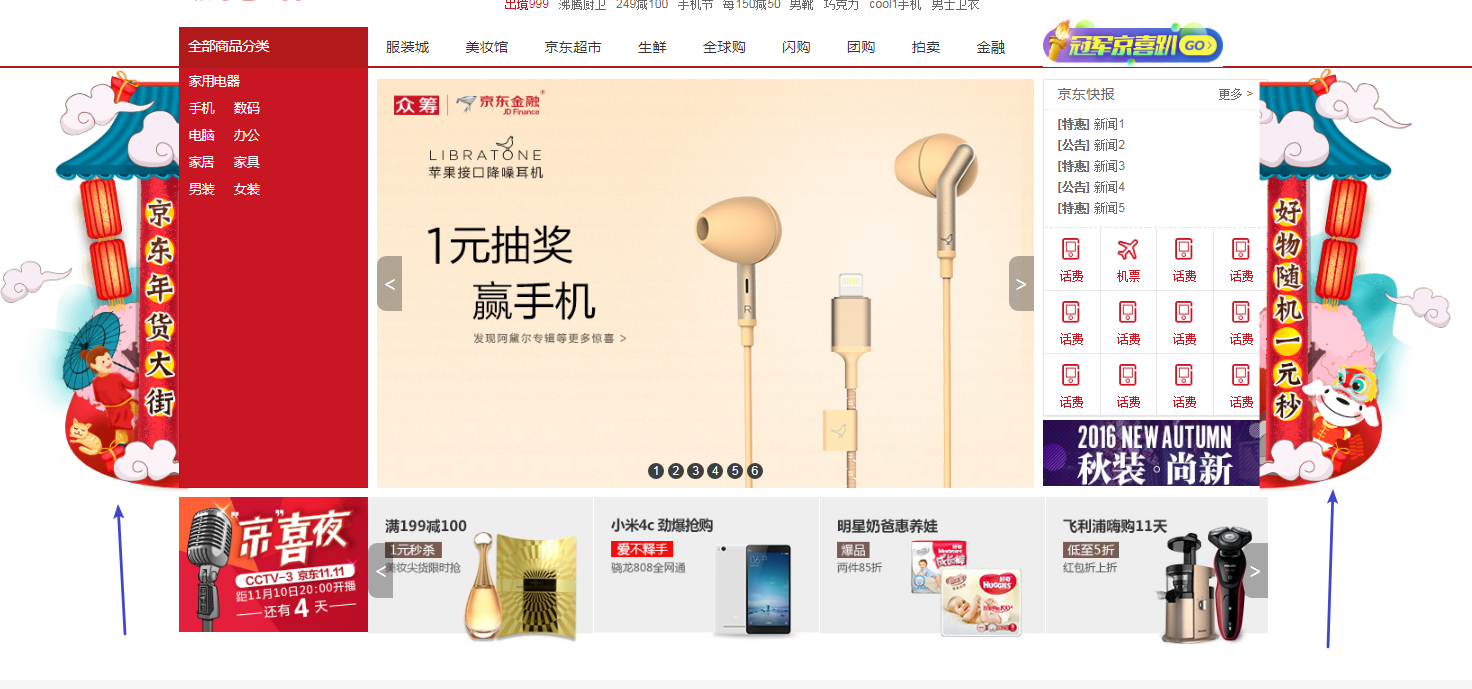 出境999 沸腾厨卫 249减100 手机节 每150减50 男靴 巧克力 cool1手机 男士卫衣
全部商品分类 服装城 美妆馆 京东超市 生鲜 全球购 闪购 团购 拍卖 金融
冠军京喜趴 GO>
家用电器
手机 数码
电脑 办公
家居 家具
男装 女装
京东年货大街
众筹 京东金融
JD Finance
LIBRATONE
苹果接口降噪耳机
1元抽奖
赢手机
发现阿黛尔专辑等更多惊喜 >
R
< >
1 2 3 4 5 6
京东快报 更多 >
[特惠] 新闻1
[公告] 新闻2
[特惠] 新闻3
[公告] 新闻4
[特惠] 新闻5
话费 机票 话费 话费
话费 话费 话费 话费
话费 话费 话费 话费
2016 NEW AUTUMN
秋装。尚新
好物随机一元秒
"京"喜夜
CCTV-3 京东11.11
距11月10日20:00开播
还有4天
满199减100
1元秒杀
美妆尖货限时抢
<
小米4c 劲爆抢购
爱不释手
骁龙808全网通
明星奶爸惠养娃
爆品
两件85折
HUGGIES
飞利浦嗨购11天
低至5折
红包折上折
>